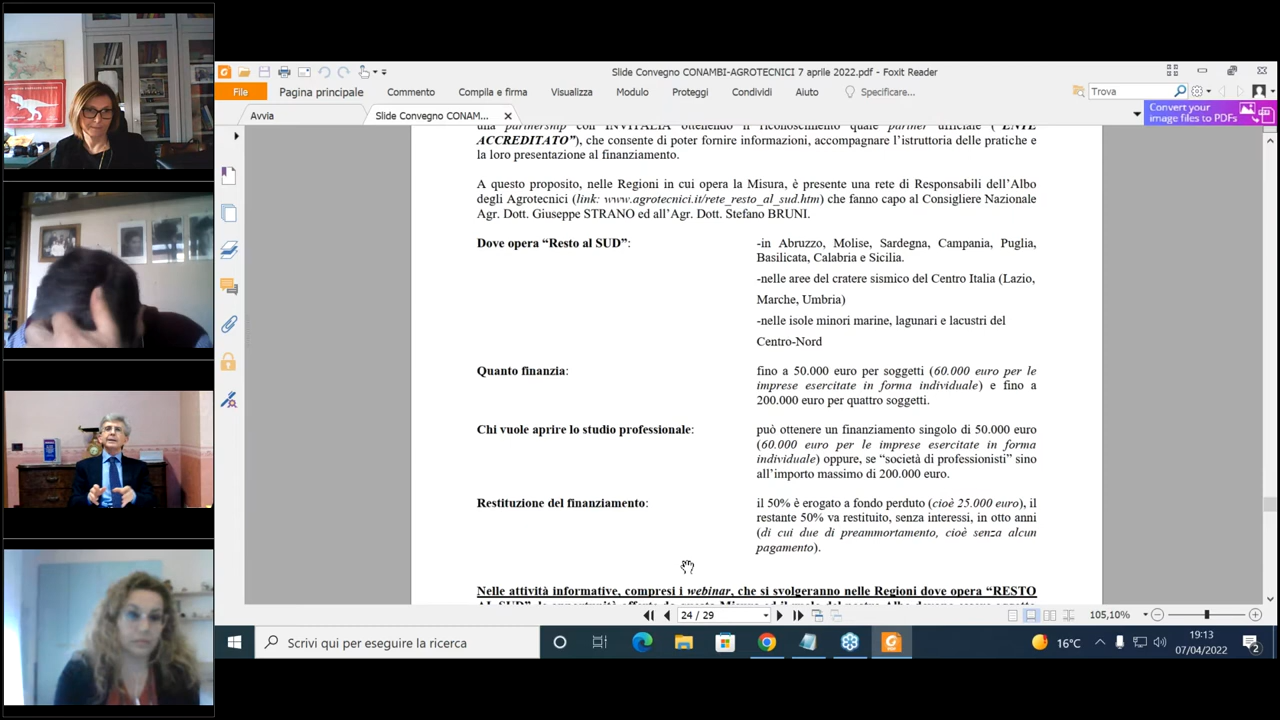 Slide Convegno CONAMBI-AGROTECNICI 7 aprile 2022.pdf - Foxit Reader
File Pagina principale Commento Compila e firma Visualizza Modulo Proteggi Condividi Aiuto Specificare... Trova
Avvia Slide Convegno CONAM... Convert your
image files to PDFs
una partnership con INVITALIA ottenendo il riconoscimento quale partner ufficiale ("ENTE
ACCREDITATO"), che consente di poter fornire informazioni, accompagnare l'istruttoria delle pratiche e
la loro presentazione al finanziamento.
A questo proposito, nelle Regioni in cui opera la Misura, è presente una rete di Responsabili dell'Albo
degli Agrotecnici (link: www.agrotecnici.it/rete_resto_al_sud.htm) che fanno capo al Consigliere Nazionale
Agr. Dott. Giuseppe STRANO ed all'Agr. Dott. Stefano BRUNI.
Dove opera "Resto al SUD": -in Abruzzo, Molise, Sardegna, Campania, Puglia,
Basilicata, Calabria e Sicilia.
-nelle aree del cratere sismico del Centro Italia (Lazio,
Marche, Umbria)
-nelle isole minori marine, lagunari e lacustri del
Centro-Nord
Quanto finanzia: fino a 50.000 euro per soggetti (60.000 euro per le
imprese esercitate in forma individuale) e fino a
200.000 euro per quattro soggetti.
Chi vuole aprire lo studio professionale: può ottenere un finanziamento singolo di 50.000 euro
(60.000 euro per le imprese esercitate in forma
individuale) oppure, se "società di professionisti" sino
all'importo massimo di 200.000 euro.
Restituzione del finanziamento: il 50% è erogato a fondo perduto (cioè 25.000 euro), il
restante 50% va restituito, senza interessi, in otto anni
(di cui due di preammortamento, cioè senza alcun
pagamento).
Nelle attività informative, compresi i webinar, che si svolgeranno nelle Regioni dove opera "RESTO
24 / 29 105,10%
Scrivi qui per eseguire la ricerca 16°C 19:13
07/04/2022 2